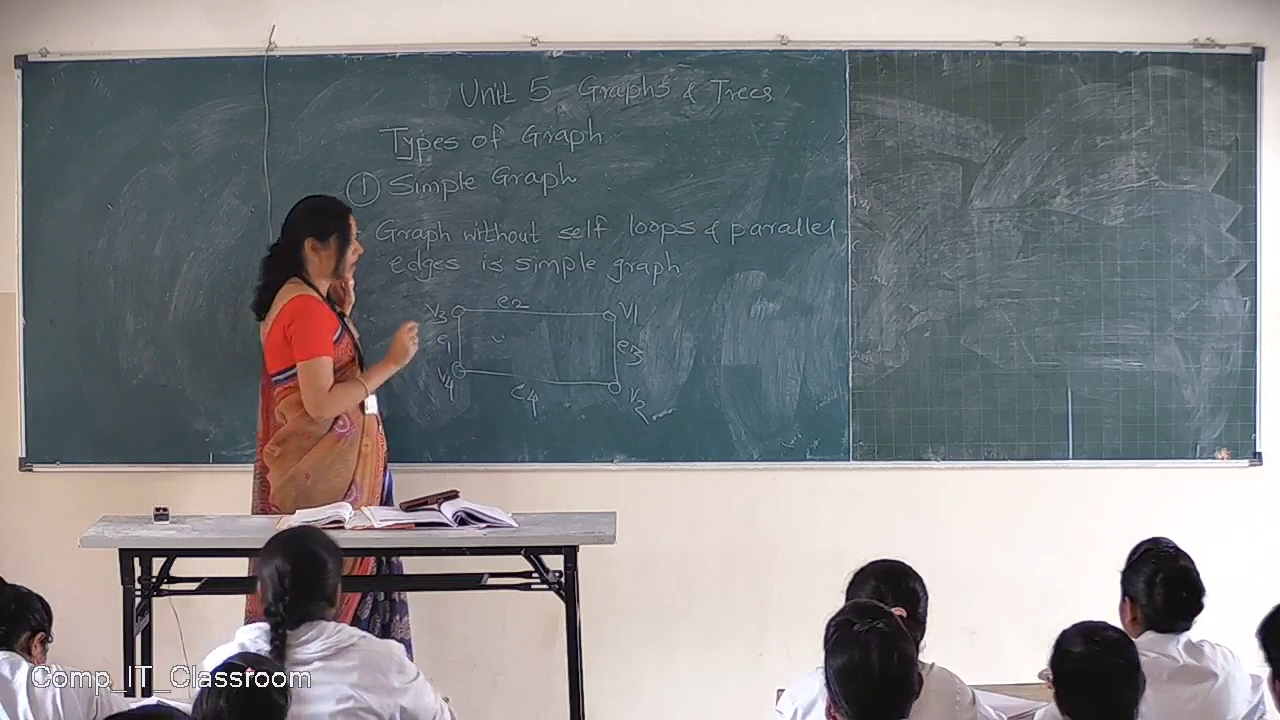 Unit 5 Graphs & Trees
Types of Graph
① Simple Graph
Graph without self loops & parallel
edges is simple graph
V3 e2 V1
e1 e3
V4 e4 V2
Comp_IT_Classroom